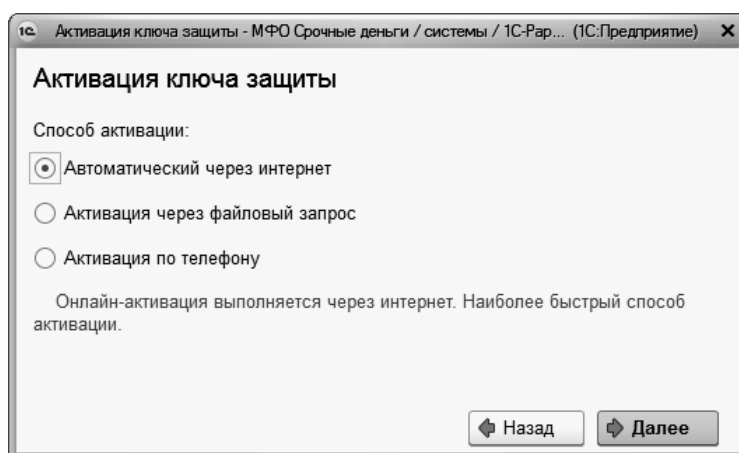 1С Активация ключа защиты - МФО Срочные деньги / системы / 1С-Рар... (1С:Предприятие)
Активация ключа защиты
Способ активации:
Автоматический через интернет
Активация через файловый запрос
Активация по телефону
Онлайн-активация выполняется через интернет. Наиболее быстрый способ
активации.
Назад Далее